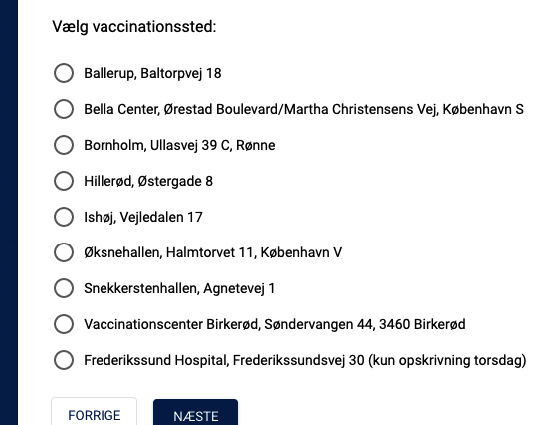 Vælg vaccinationssted:
Ballerup, Baltorpvej 18
Bella Center, Ørestad Boulevard/Martha Christensens Vej, København S
Bornholm, Ullasvej 39 C, Rønne
Hillerød, Østergade 8
Ishøj, Vejledalen 17
Øksnehallen, Halmtorvet 11, København V
Snekkerstenhallen, Agnetevej 1
Vaccinationscenter Birkerød, Søndervangen 44, 3460 Birkerød
Frederikssund Hospital, Frederikssundsvej 30 (kun opskrivning torsdag)
FORRIGE NÆSTE